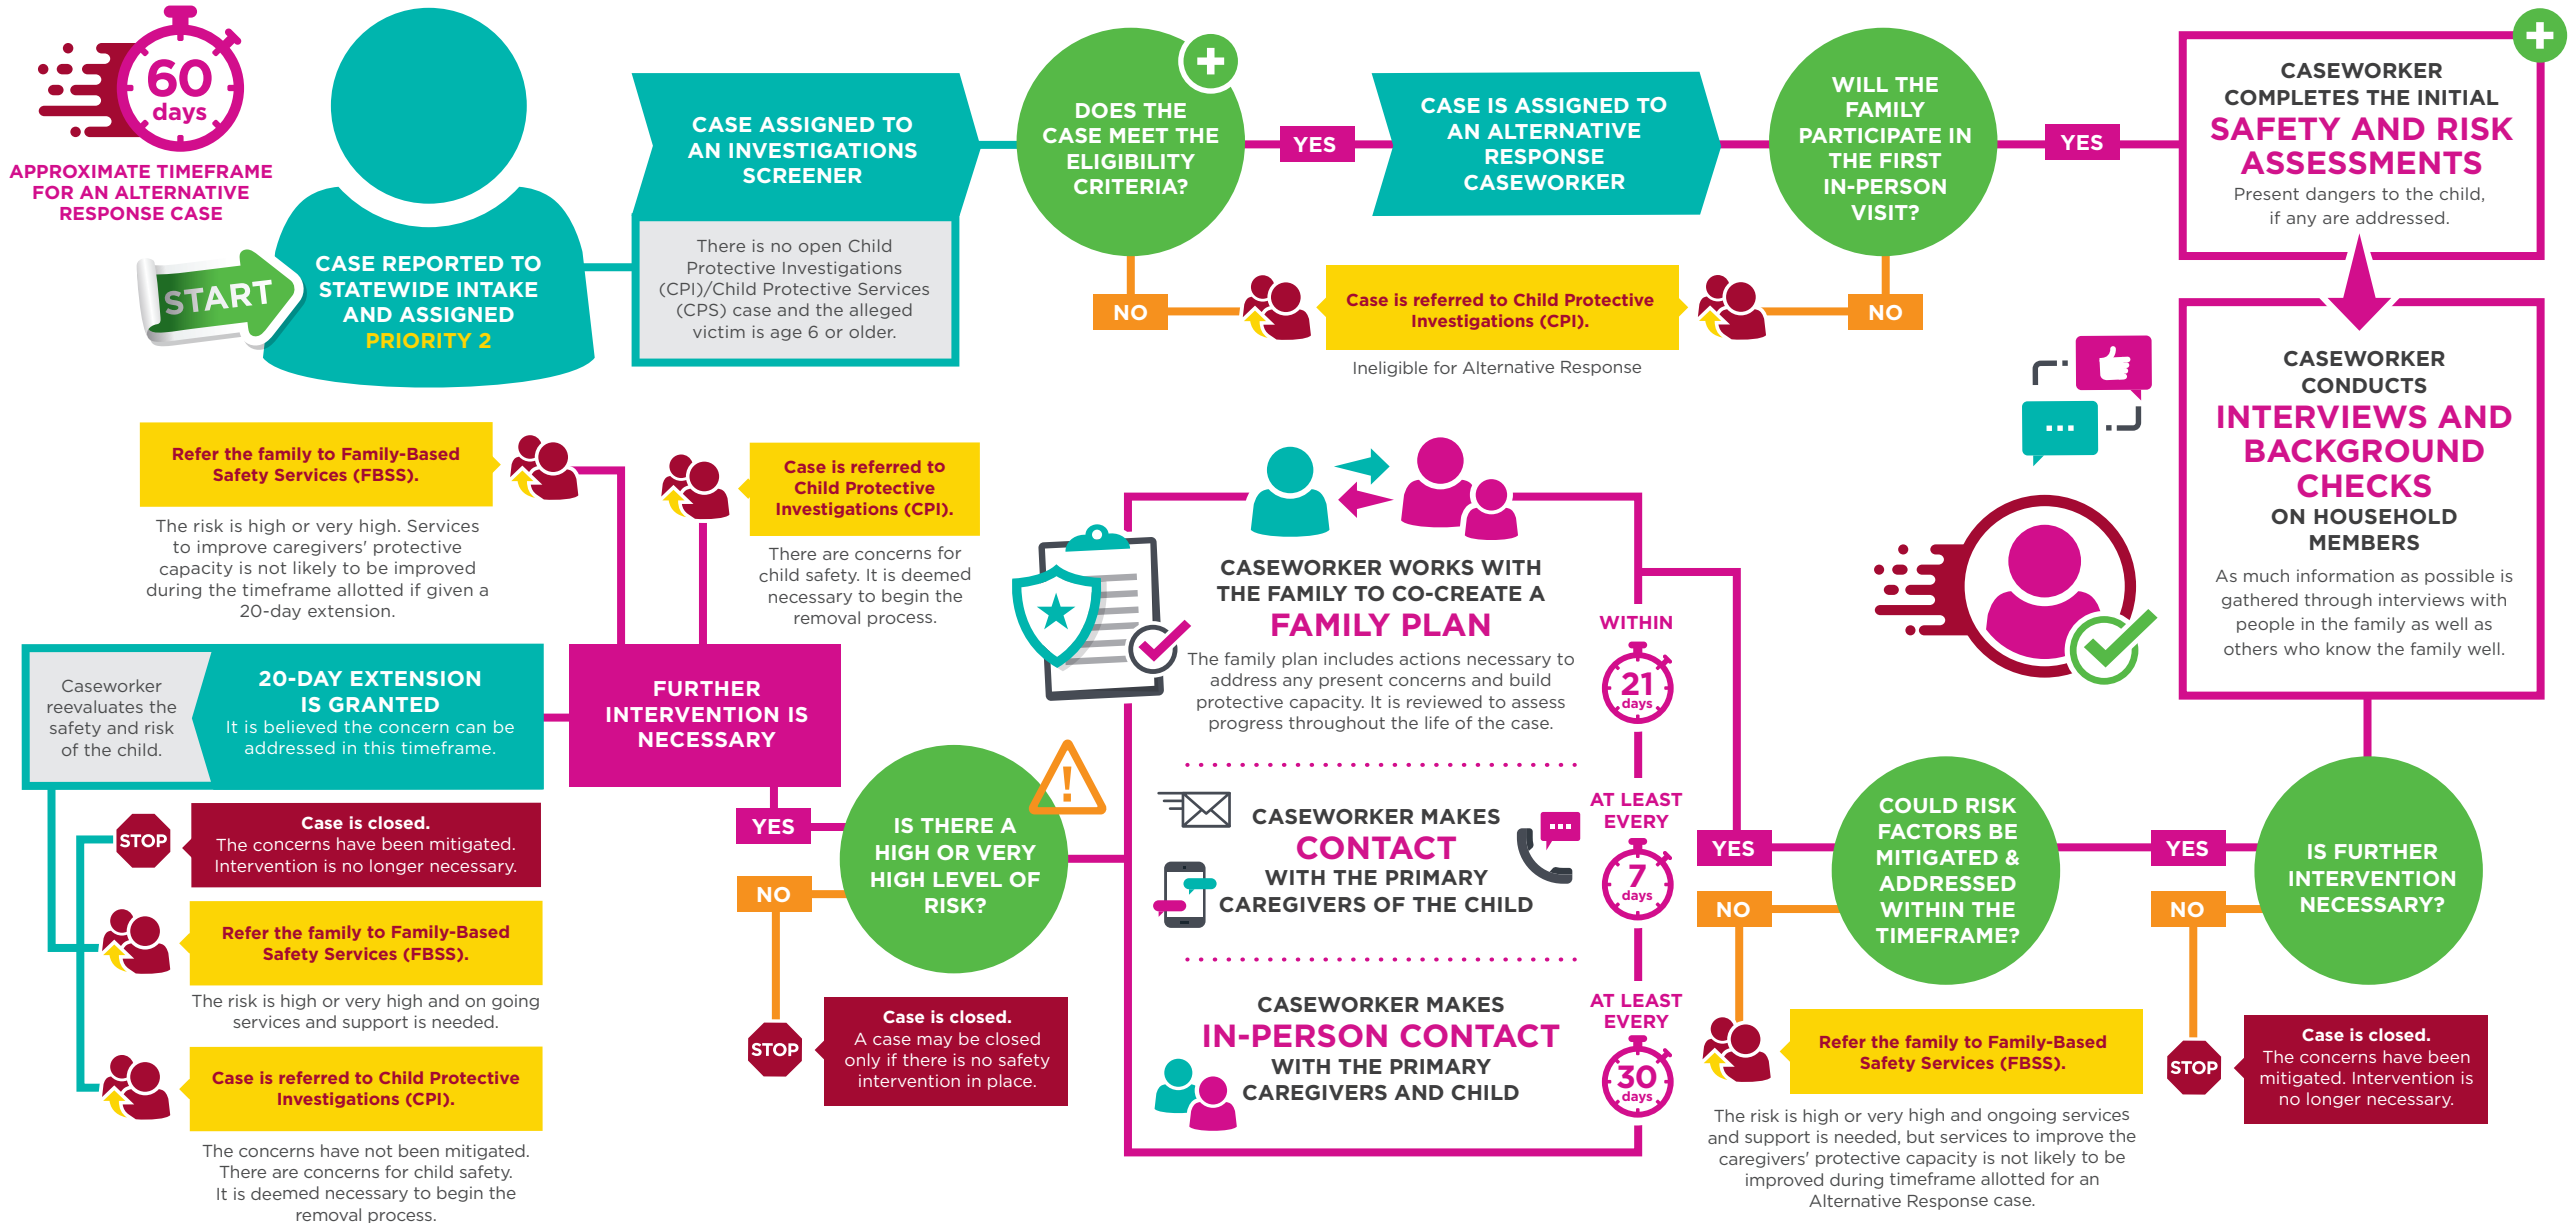 60
days
APPROXIMATE TIMEFRAME
FOR AN ALTERNATIVE
RESPONSE CASE
START
CASE REPORTED TO
STATEWIDE INTAKE
AND ASSIGNED
PRIORITY 2
CASE ASSIGNED TO
AN INVESTIGATIONS
SCREENER
There is no open Child
Protective Investigations
(CPI)/Child Protective Services
(CPS) case and the alleged
victim is age 6 or older.
DOES THE
CASE MEET THE
ELIGIBILITY
CRITERIA?
YES
NO
CASE IS ASSIGNED TO
AN ALTERNATIVE
RESPONSE
CASEWORKER
Case is referred to Child Protective
Investigations (CPI).
Ineligible for Alternative Response
WILL THE
FAMILY
PARTICIPATE IN
THE FIRST
IN-PERSON
VISIT?
YES
NO
CASEWORKER
COMPLETES THE INITIAL
SAFETY AND RISK
ASSESSMENTS
Present dangers to the child,
if any are addressed.
CASEWORKER
CONDUCTS
INTERVIEWS AND
BACKGROUND
CHECKS
ON HOUSEHOLD
MEMBERS
As much information as possible is
gathered through interviews with
people in the family as well as
others who know the family well.
IS FURTHER
INTERVENTION
NECESSARY?
YES
NO
STOP
Case is closed.
The concerns have been
mitigated. Intervention is
no longer necessary.
COULD RISK
FACTORS BE
MITIGATED &
ADDRESSED
WITHIN THE
TIMEFRAME?
YES
NO
Refer the family to Family-Based
Safety Services (FBSS).
The risk is high or very high and ongoing services
and support is needed, but services to improve the
caregivers' protective capacity is not likely to be
improved during timeframe allotted for an
Alternative Response case.
CASEWORKER WORKS WITH
THE FAMILY TO CO-CREATE A
FAMILY PLAN
The family plan includes actions necessary to
address any present concerns and build
protective capacity. It is reviewed to assess
progress throughout the life of the case.
WITHIN
21
days
CASEWORKER MAKES
CONTACT
WITH THE PRIMARY
CAREGIVERS OF THE CHILD
AT LEAST
EVERY
7
days
CASEWORKER MAKES
IN-PERSON CONTACT
WITH THE PRIMARY
CAREGIVERS AND CHILD
AT LEAST
EVERY
30
days
IS THERE A
HIGH OR VERY
HIGH LEVEL OF
RISK?
YES
NO
STOP
Case is closed.
A case may be closed
only if there is no safety
intervention in place.
FURTHER
INTERVENTION IS
NECESSARY
Case is referred to
Child Protective
Investigations (CPI).
There are concerns for
child safety. It is deemed
necessary to begin the
removal process.
Refer the family to Family-Based
Safety Services (FBSS).
The risk is high or very high. Services
to improve caregivers' protective
capacity is not likely to be improved
during the timeframe allotted if given a
20-day extension.
20-DAY EXTENSION
IS GRANTED
It is believed the concern can be
addressed in this timeframe.
Caseworker
reevaluates the
safety and risk
of the child.
STOP
Case is closed.
The concerns have been mitigated.
Intervention is no longer necessary.
Refer the family to Family-Based
Safety Services (FBSS).
The risk is high or very high and on going
services and support is needed.
Case is referred to Child Protective
Investigations (CPI).
The concerns have not been mitigated.
There are concerns for child safety.
It is deemed necessary to begin the
removal process.